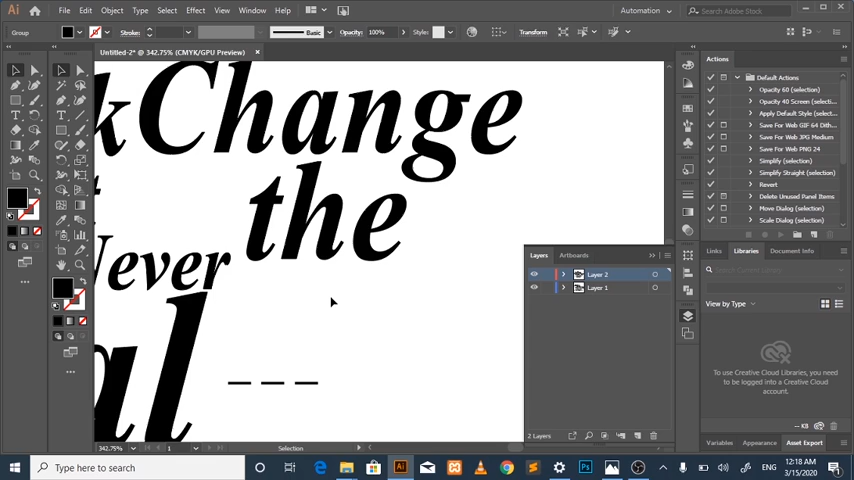 Ai File Edit Object Type Select Effect View Window Help Automation Search Adobe Stock
Group Stroke: Basic Opacity: 100% Style: Transform
Untitled-2* @ 342.75% (CMYK/GPU Preview) ×
kChange
the
Never
al
---
Actions
Default Actions
Opacity 60 (selection)
Opacity 40 Screen (selecti...
Apply Default Style (selecti...
Save For Web GIF 64 Dith...
Save For Web JPG Medium
Save For Web PNG 24
Simplify (selection)
Simplify Straight (selection)
Revert
Delete Unused Panel Items
Move Dialog (selection)
Scale Dialog (selection)
Layers Artboards
Layer 2
Layer 1
2 Layers
Links Libraries Document Info
View by Type
To use Creative Cloud Libraries, you need
to be logged into a Creative Cloud
account.
-- KB
Variables Appearance Asset Export
342.75% 1 Selection
Type here to search
Ai Ps ENG 12:18 AM
3/15/2020